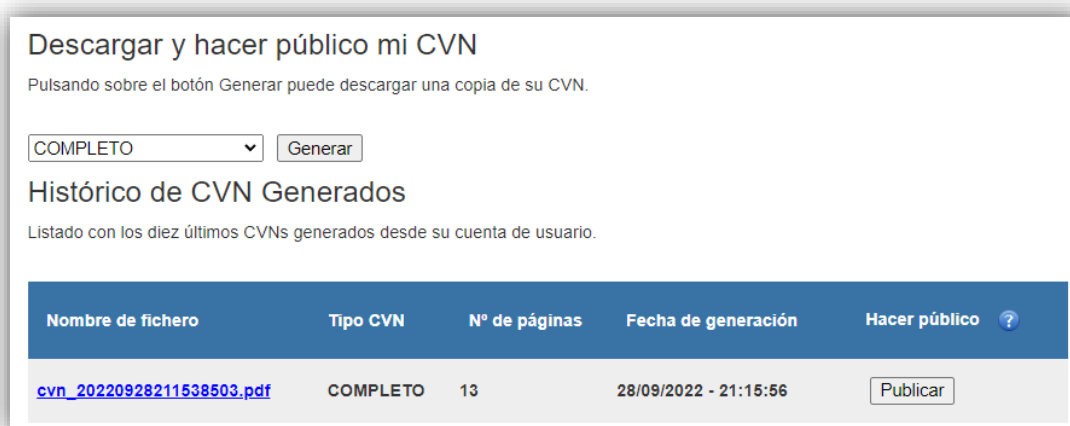 Descargar y hacer público mi CVN
Pulsando sobre el botón Generar puede descargar una copia de su CVN.
COMPLETO Generar
Histórico de CVN Generados
Listado con los diez últimos CVNs generados desde su cuenta de usuario.
Nombre de fichero Tipo CVN Nº de páginas Fecha de generación Hacer público ?
cvn_20220928211538503.pdf COMPLETO 13 28/09/2022 - 21:15:56 Publicar